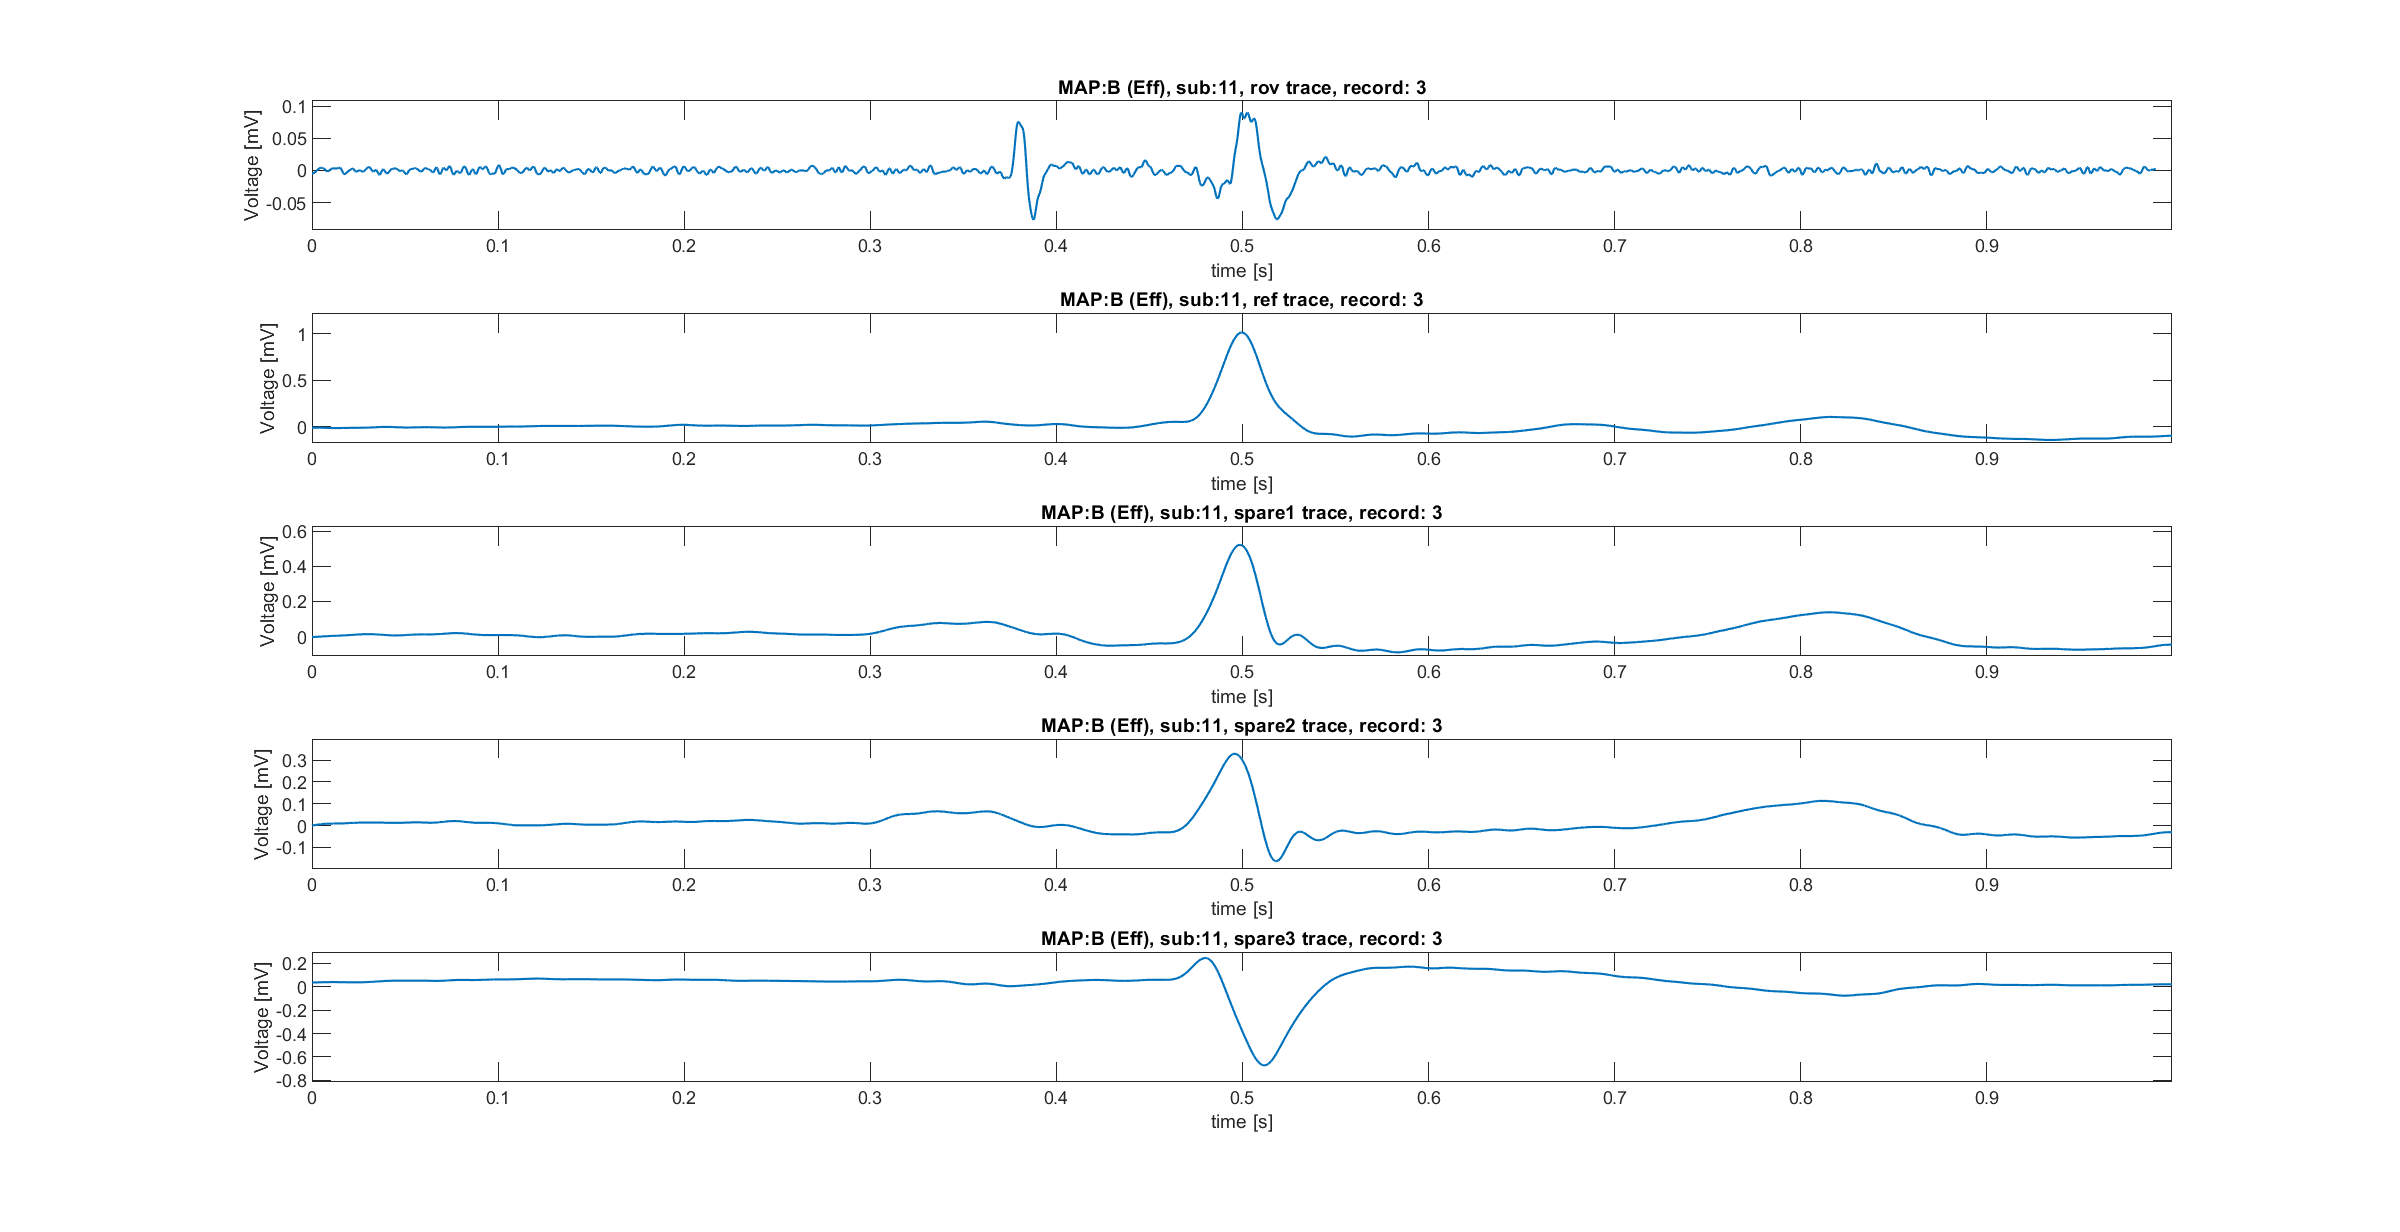 MAP:B (Eff), sub:11, rov trace, record: 3
Voltage [mV]
0.1
0.05
0
-0.05
0 0.1 0.2 0.3 0.4 0.5 0.6 0.7 0.8 0.9
time [s]
MAP:B (Eff), sub:11, ref trace, record: 3
Voltage [mV]
1
0.5
0
0 0.1 0.2 0.3 0.4 0.5 0.6 0.7 0.8 0.9
time [s]
MAP:B (Eff), sub:11, spare1 trace, record: 3
Voltage [mV]
0.6
0.4
0.2
0
0 0.1 0.2 0.3 0.4 0.5 0.6 0.7 0.8 0.9
time [s]
MAP:B (Eff), sub:11, spare2 trace, record: 3
Voltage [mV]
0.3
0.2
0.1
0
-0.1
0 0.1 0.2 0.3 0.4 0.5 0.6 0.7 0.8 0.9
time [s]
MAP:B (Eff), sub:11, spare3 trace, record: 3
Voltage [mV]
0.2
0
-0.2
-0.4
-0.6
-0.8
0 0.1 0.2 0.3 0.4 0.5 0.6 0.7 0.8 0.9
time [s]